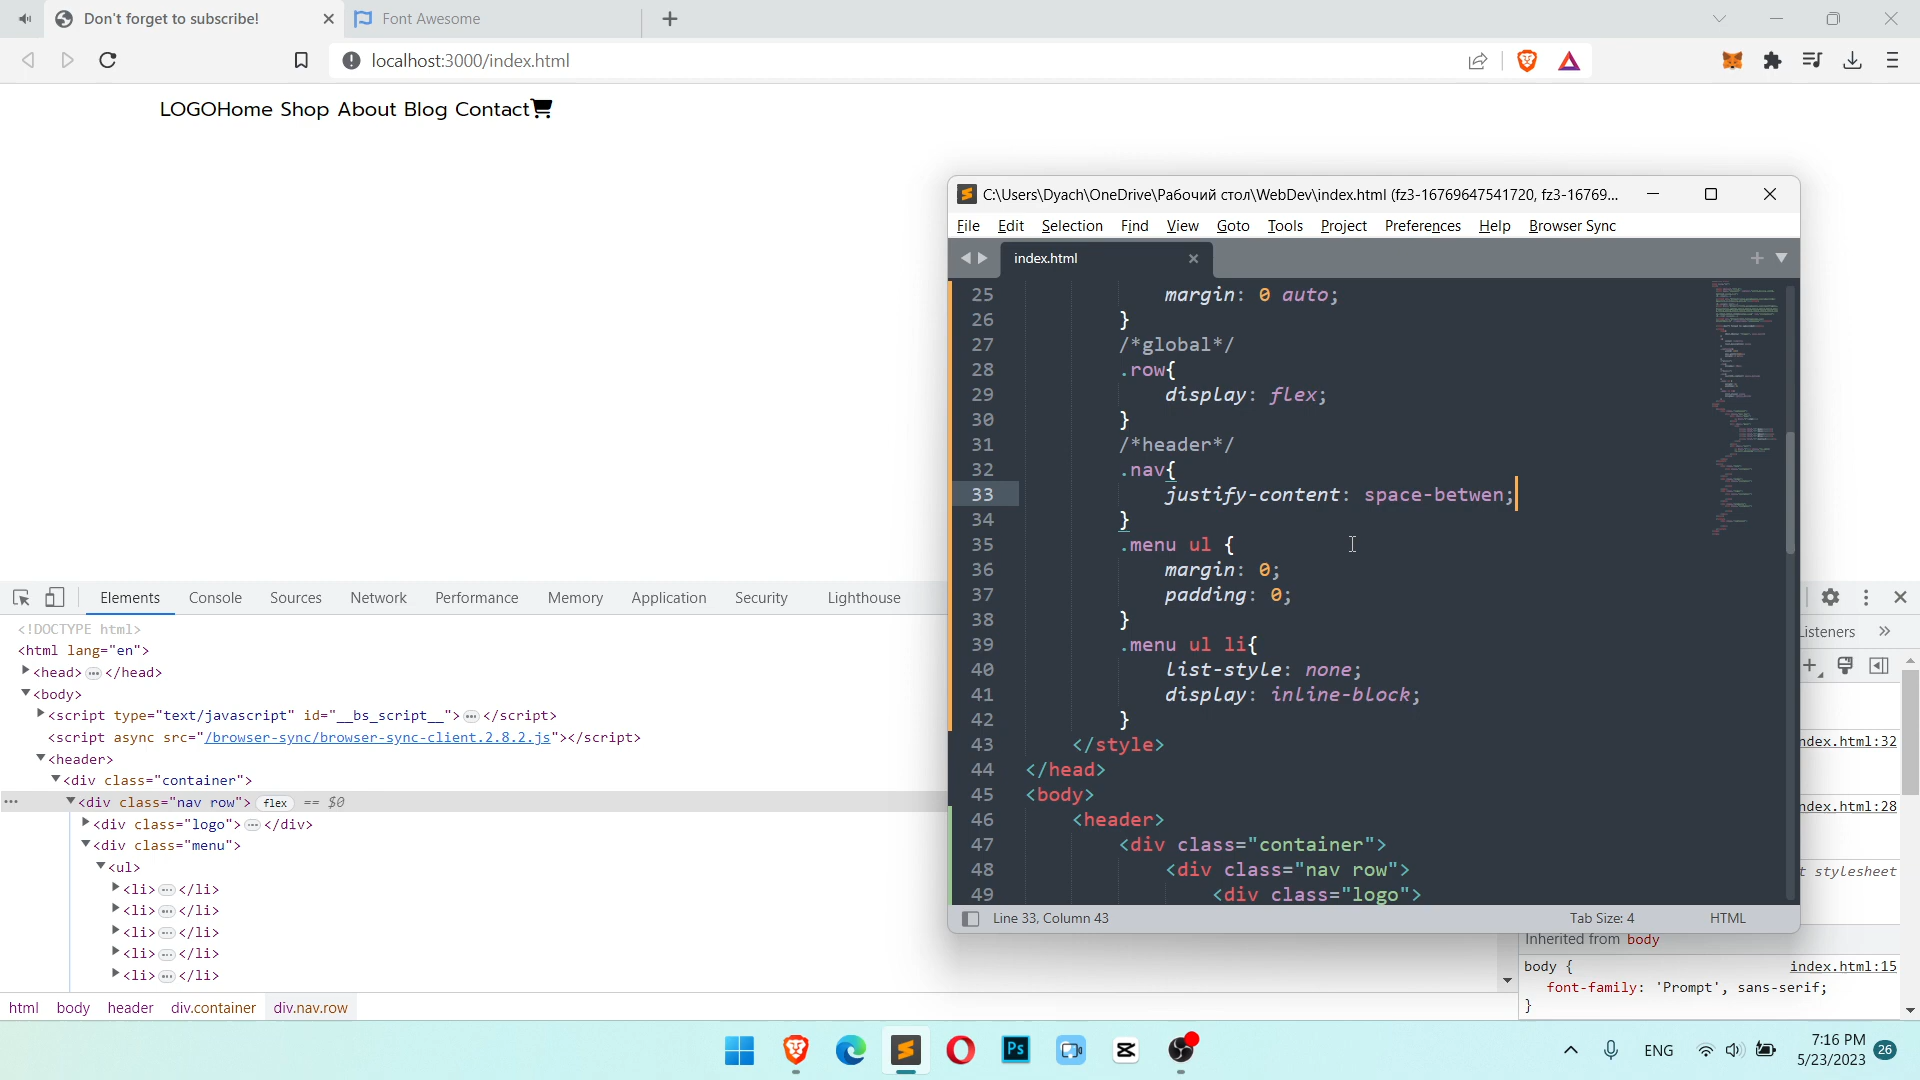 Don't forget to subscribe!
Font Awesome
localhost:3000/index.html
LOGOHome Shop About Blog Contact
C:\Users\Dyach\OneDrive\Рабочий стол\WebDev\index.html (fz3-16769647541720, fz3-16769...
File Edit Selection Find View Goto Tools Project Preferences Help Browser Sync
index.html
25 margin: 0 auto;
26 }
27 /*global*/
28 .row{
29 display: flex;
30 }
31 /*header*/
32 .nav{
33 justify-content: space-betwen;
34 }
35 .menu ul {
36 margin: 0;
37 padding: 0;
38 }
39 .menu ul li{
40 list-style: none;
41 display: inline-block;
42 }
43 </style>
44 </head>
45 <body>
46 <header>
47 <div class="container">
48 <div class="nav row">
49 <div class="logo">
Line 33, Column 43
Tab Size: 4
HTML
Elements Console Sources Network Performance Memory Application Security Lighthouse
<!DOCTYPE html>
<html lang="en">
<head> ... </head>
<body>
<script type="text/javascript" id="__bs_script__"> ... </script>
<script async src="/browser-sync/browser-sync-client.2.8.2.js"></script>
<header>
<div class="container">
<div class="nav row"> flex == $0
<div class="logo"> ... </div>
<div class="menu">
<ul>
<li> ... </li>
<li> ... </li>
<li> ... </li>
<li> ... </li>
<li> ... </li>
html body header div.container div.nav.row
Listeners
ndex.html:32
ndex.html:28
t stylesheet
Inherited from body
body {
index.html:15
font-family: 'Prompt', sans-serif;
}
Ps
ENG
7:16 PM
5/23/2023
26